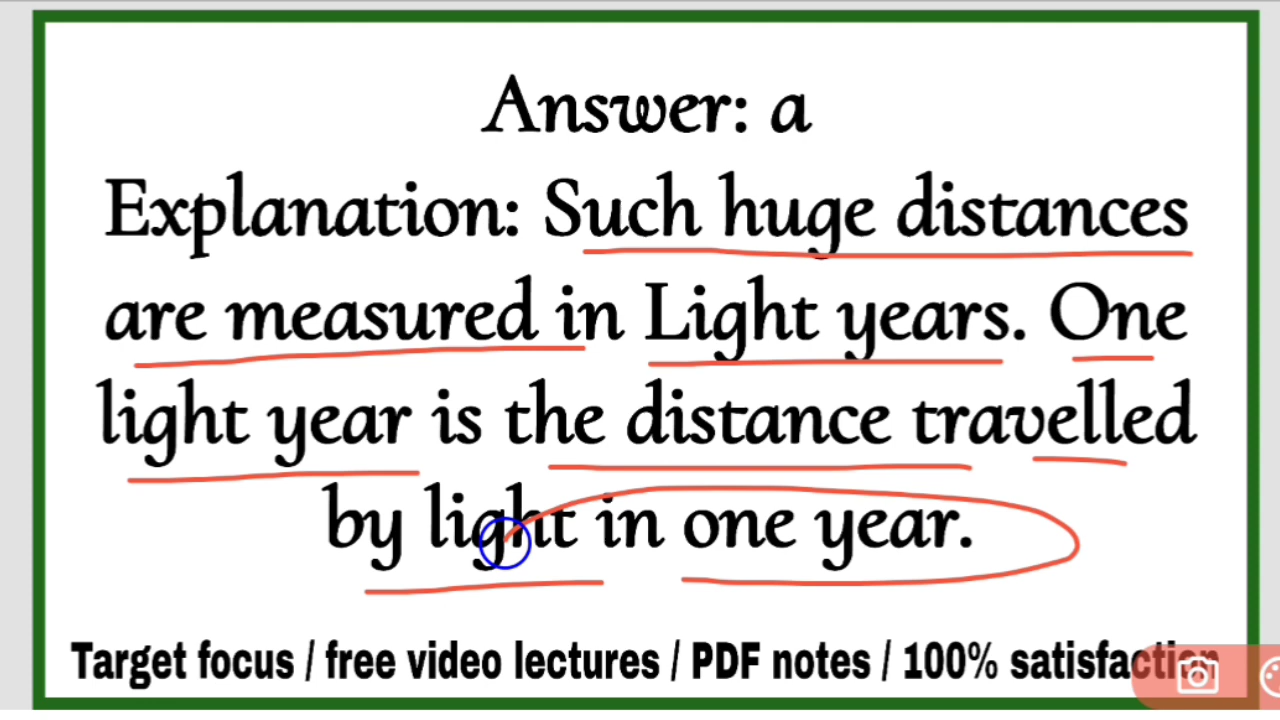 Answer: a
Explanation: Such huge distances
are measured in Light years. One
light year is the distance travelled
by light in one year.
Target focus / free video lectures / PDF notes / 100% satisfaction